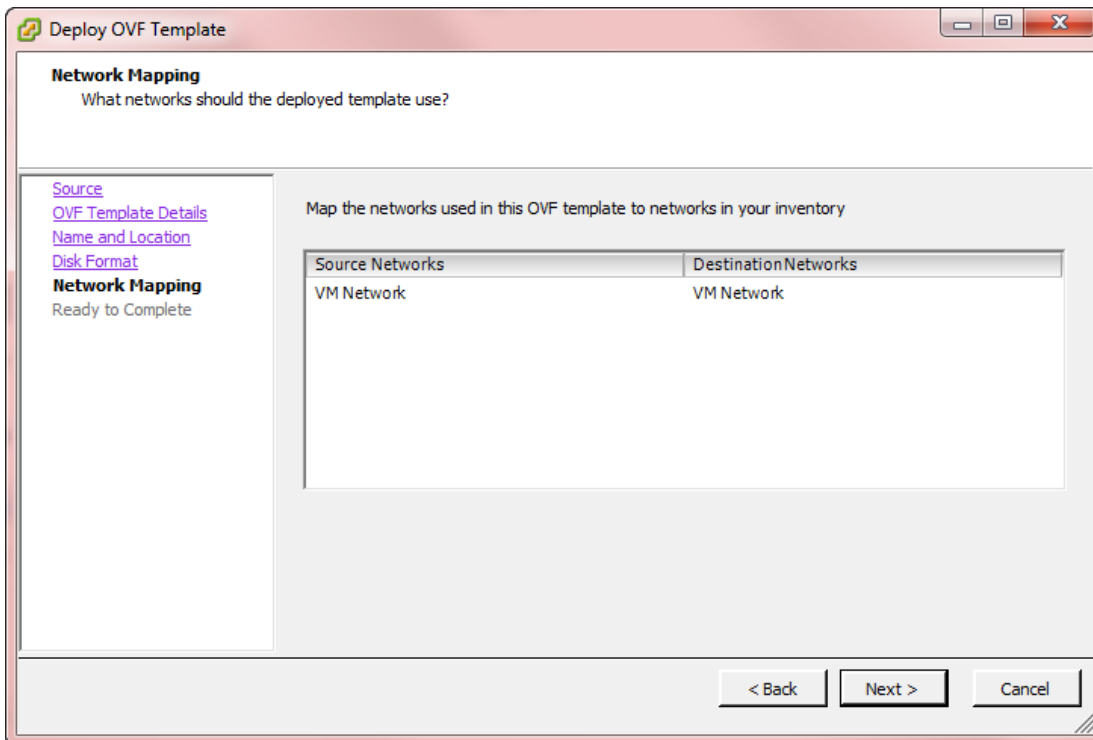 Deploy OVF Template
Network Mapping
What networks should the deployed template use?
Source
OVF Template Details
Name and Location
Disk Format
Network Mapping
Ready to Complete
Map the networks used in this OVF template to networks in your inventory
Source Networks DestinationNetworks
VM Network VM Network
< Back Next > Cancel